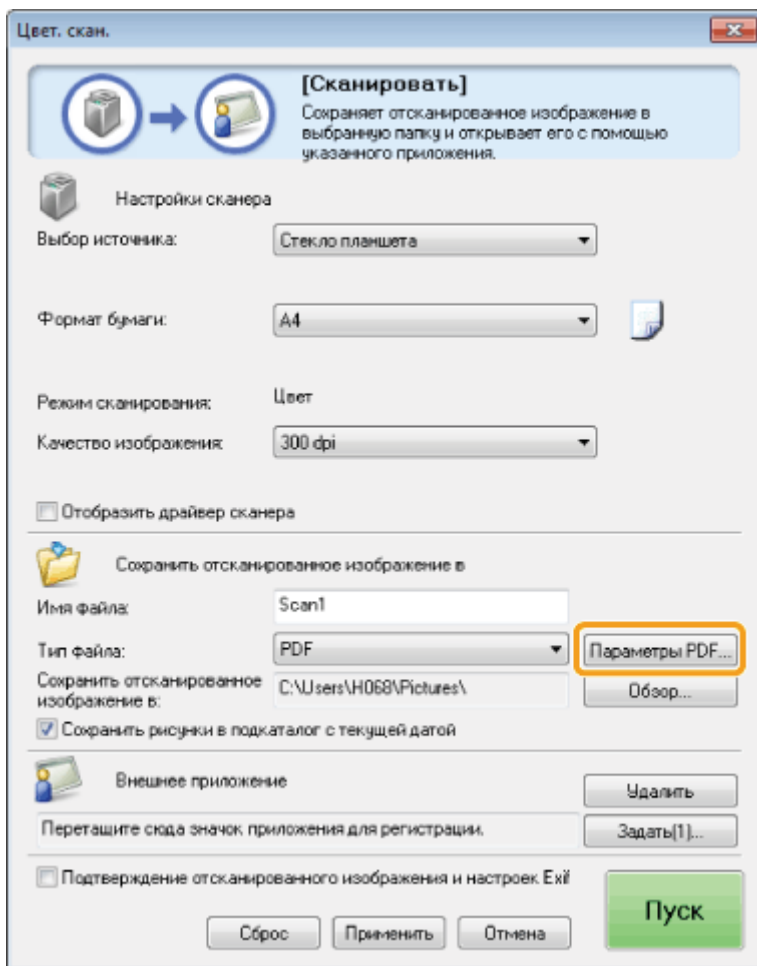 Цвет. скан.
[Сканировать]
Сохраняет отсканированное изображение в
выбранную папку и открывает его с помощью
указанного приложения.
Настройки сканера
Выбор источника:
Стекло планшета
Формат бумаги:
A4
Режим сканирования:
Цвет
Качество изображения:
300 dpi
Отобразить драйвер сканера
Сохранить отсканированное изображение в
Имя файла:
Scan1
Тип файла:
PDF
Параметры PDF...
Сохранить отсканированное
изображение в:
C:\Users\H068\Pictures\
Обзор...
Сохранить рисунки в подкаталог с текущей датой
Внешнее приложение
Удалить
Перетащите сюда значок приложения для регистрации.
Задать(1)...
Подтверждение отсканированного изображения и настроек Exif
Пуск
Сброс
Применить
Отмена